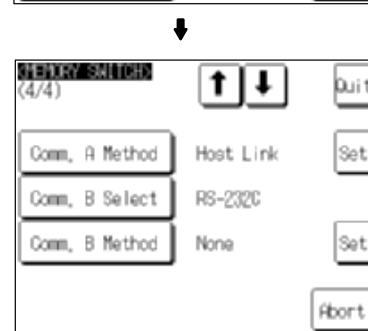 <MEMORY SWITCH>
(4/4)
Quit
Comm. A Method Host Link Set
Comm. B Select RS-232C
Comm. B Method None Set
Abort